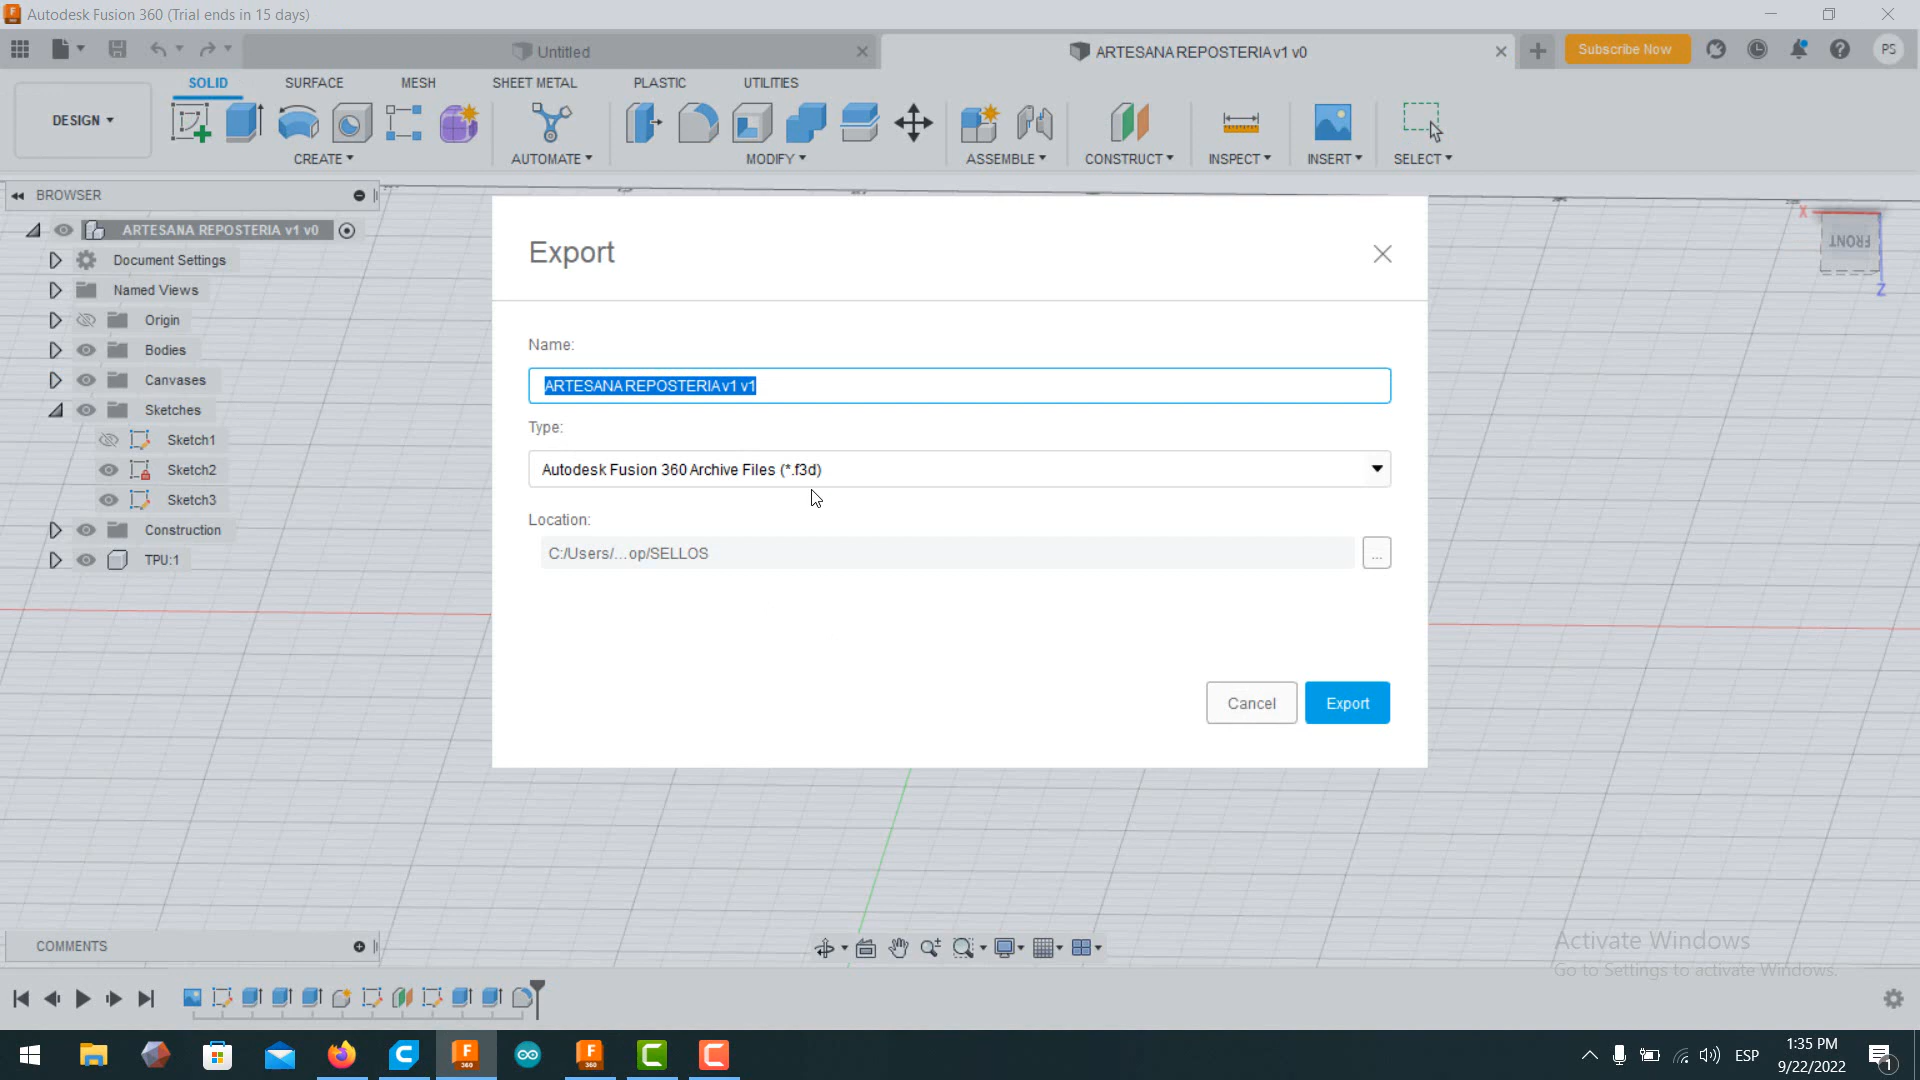 Autodesk Fusion 360 (Trial ends in 15 days)
Untitled
ARTESANA REPOSTERIA v1 v0
Subscribe Now
PS
DESIGN
SOLID
SURFACE
MESH
SHEET METAL
PLASTIC
UTILITIES
CREATE
AUTOMATE
MODIFY
ASSEMBLE
CONSTRUCT
INSPECT
INSERT
SELECT
BROWSER
ARTESANA REPOSTERIA v1 v0
Document Settings
Named Views
Origin
Bodies
Canvases
Sketches
Sketch1
Sketch2
Sketch3
Construction
TPU:1
X
FRONT
Z
Export
Name:
ARTESANA REPOSTERIA v1 v1
Type:
Autodesk Fusion 360 Archive Files (*.f3d)
Location:
C:/Users/...op/SELLOS
...
Cancel
Export
COMMENTS
Activate Windows
Go to Settings to activate Windows.
ESP
1:35 PM
9/22/2022
1